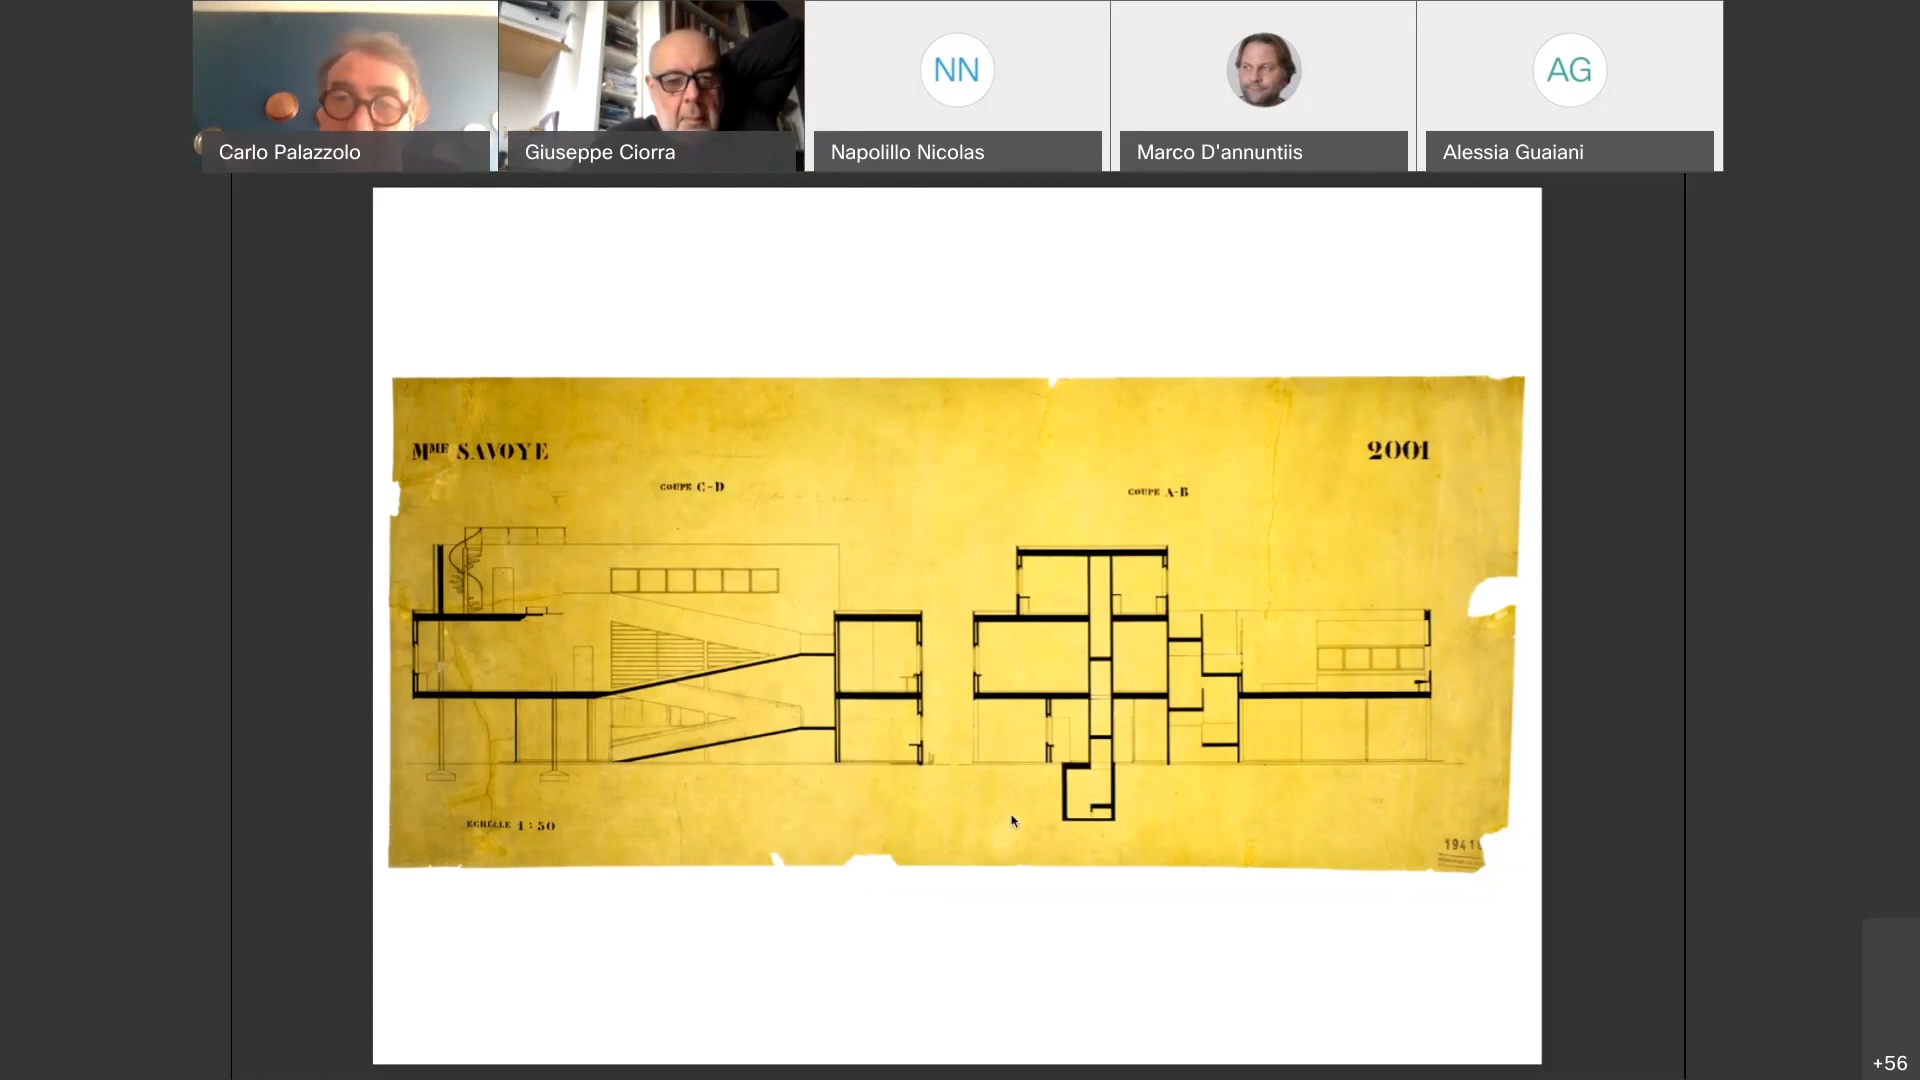 NN
AG
Carlo Palazzolo
Giuseppe Ciorra
Napolillo Nicolas
Marco D'annuntiis
Alessia Guaiani
MME SAVOYE
2001
COUPE C-D
COUPE A-B
ECHELLE 1:50
1941
+56